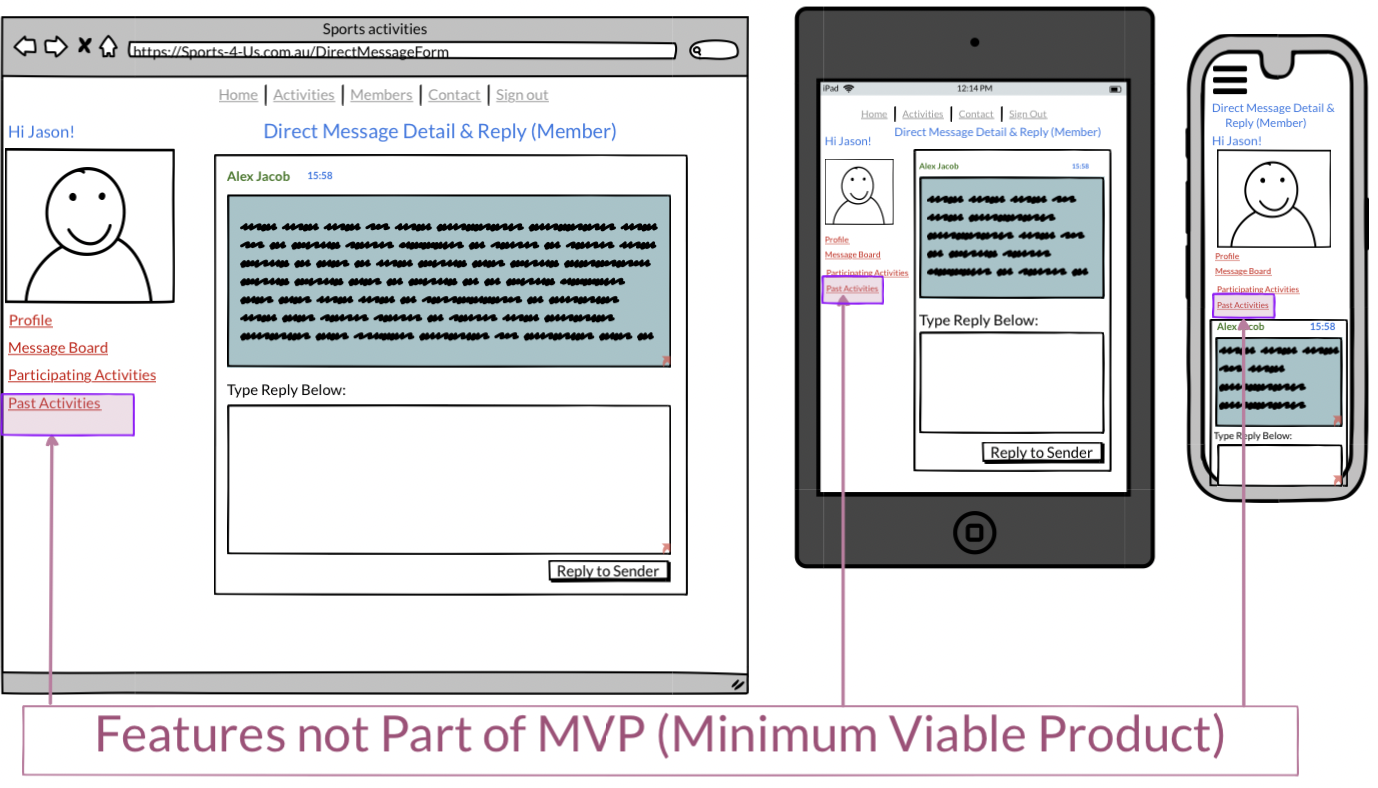 Sports activities
https://Sports-4-Us.com.au/DirectMessageForm
Home | Activities | Members | Contact | Sign out
Hi Jason!
Direct Message Detail & Reply (Member)
Alex Jacob 15:58
Profile
Message Board
Participating Activities
Past Activities
Type Reply Below:
Reply to Sender
iPad 12:14 PM
Home | Activities | Contact | Sign Out
Direct Message Detail & Reply (Member)
Hi Jason!
Alex Jacob 15:58
Profile
Message Board
Participating Activities
Past Activities
Type Reply Below:
Reply to Sender
Direct Message Detail &
Reply (Member)
Hi Jason!
Profile
Message Board
Participating Activities
Past Activities
Alex Jacob 15:58
Type Reply Below:
Features not Part of MVP (Minimum Viable Product)